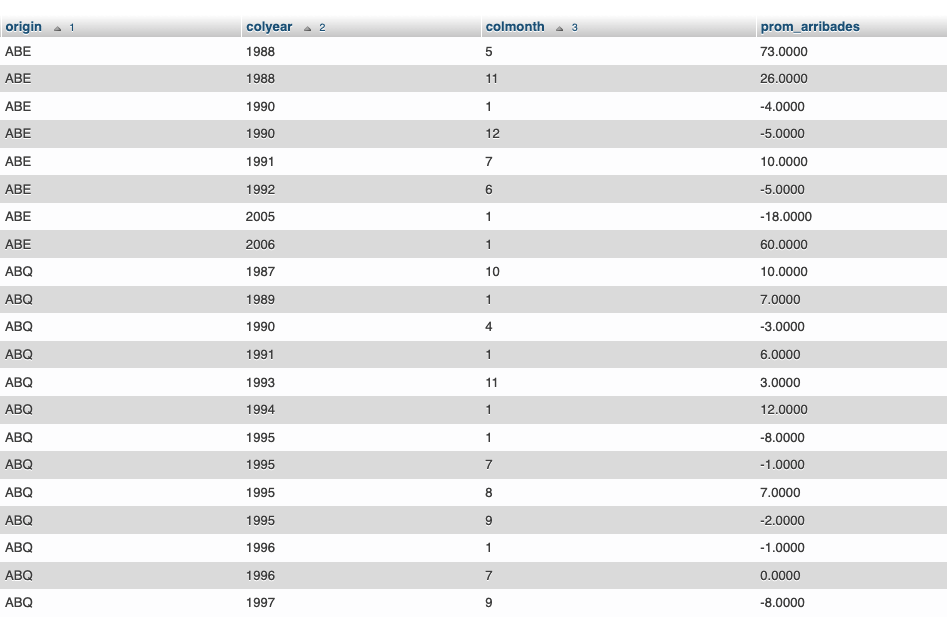 origin 1 colyear 2 colmonth 3 prom_arribades
ABE 1988 5 73.0000
ABE 1988 11 26.0000
ABE 1990 1 -4.0000
ABE 1990 12 -5.0000
ABE 1991 7 10.0000
ABE 1992 6 -5.0000
ABE 2005 1 -18.0000
ABE 2006 1 60.0000
ABQ 1987 10 10.0000
ABQ 1989 1 7.0000
ABQ 1990 4 -3.0000
ABQ 1991 1 6.0000
ABQ 1993 11 3.0000
ABQ 1994 1 12.0000
ABQ 1995 1 -8.0000
ABQ 1995 7 -1.0000
ABQ 1995 8 7.0000
ABQ 1995 9 -2.0000
ABQ 1996 1 -1.0000
ABQ 1996 7 0.0000
ABQ 1997 9 -8.0000